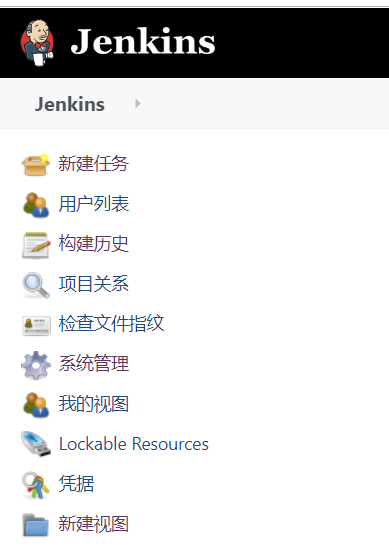 Jenkins
Jenkins
新建任务
用户列表
构建历史
项目关系
检查文件指纹
系统管理
我的视图
Lockable Resources
凭据
新建视图